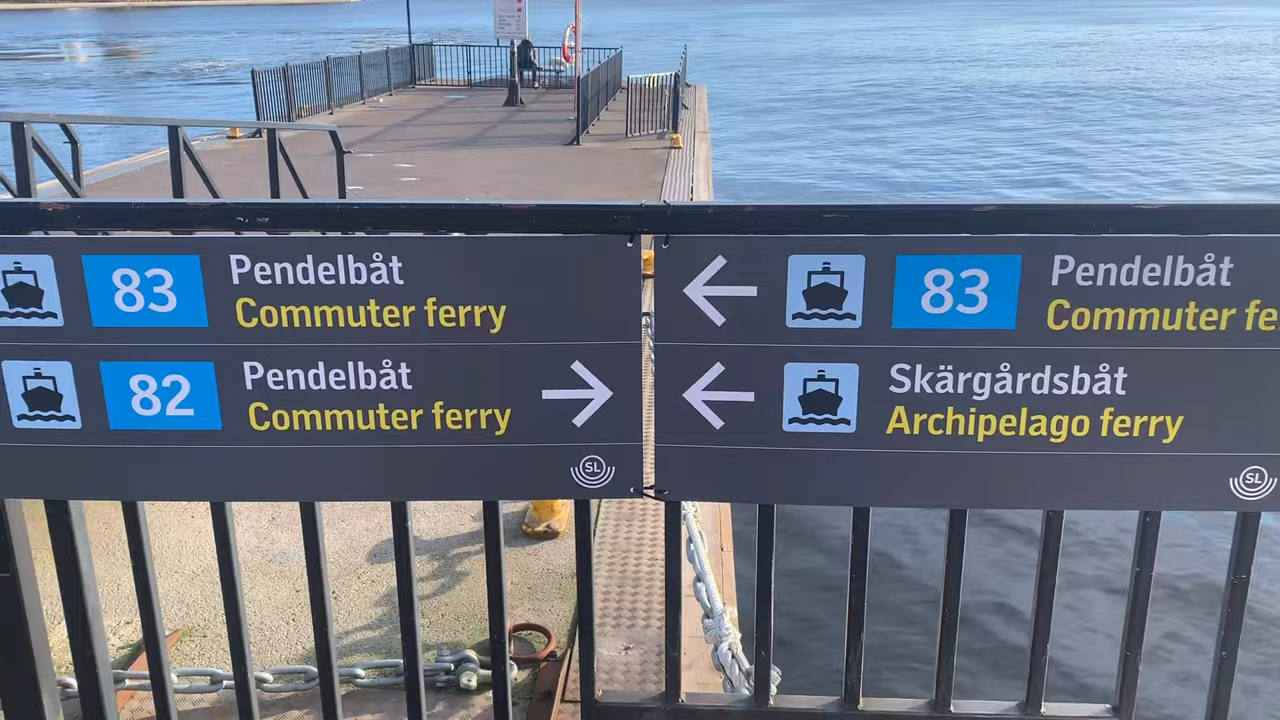 83
Pendelbåt
Commuter ferry
82
Pendelbåt
Commuter ferry
SL
83
Pendelbåt
Commuter fe
Skärgårdsbåt
Archipelago ferry
SL